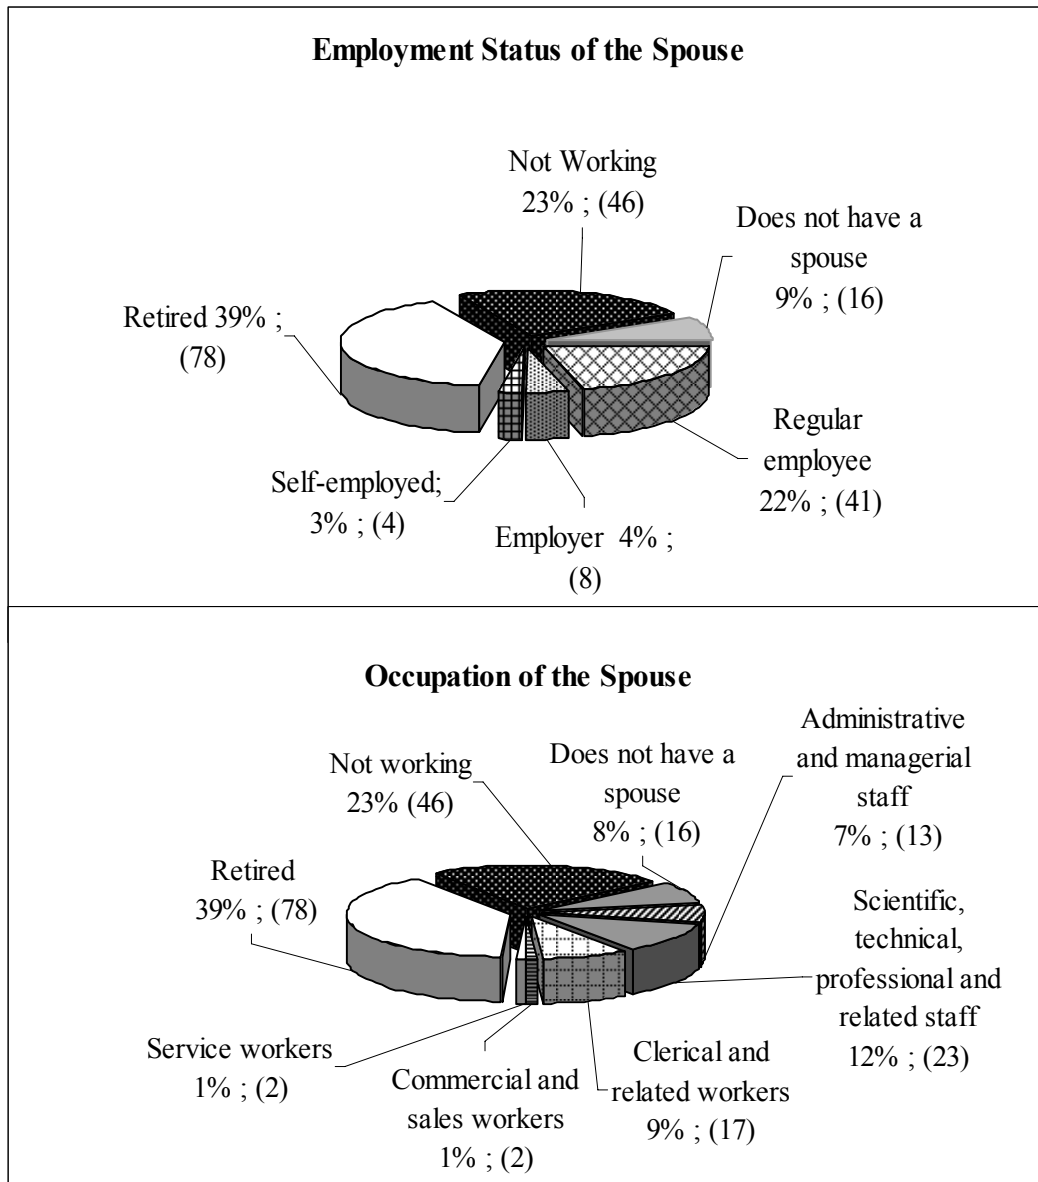 Employment Status of the Spouse
Not Working
23% ; (46)
Does not have a
spouse
9% ; (16)
Retired 39% ;
(78)
Regular
employee
22% ; (41)
Self-employed;
3% ; (4)
Employer 4% ;
(8)
Occupation of the Spouse
Administrative
and managerial
staff
7% ; (13)
Does not have a
spouse
8% ; (16)
Not working
23% (46)
Retired
39% ; (78)
Scientific,
technical,
professional and
related staff
12% ; (23)
Service workers
1% ; (2)
Commercial and
sales workers
1% ; (2)
Clerical and
related workers
9% ; (17)